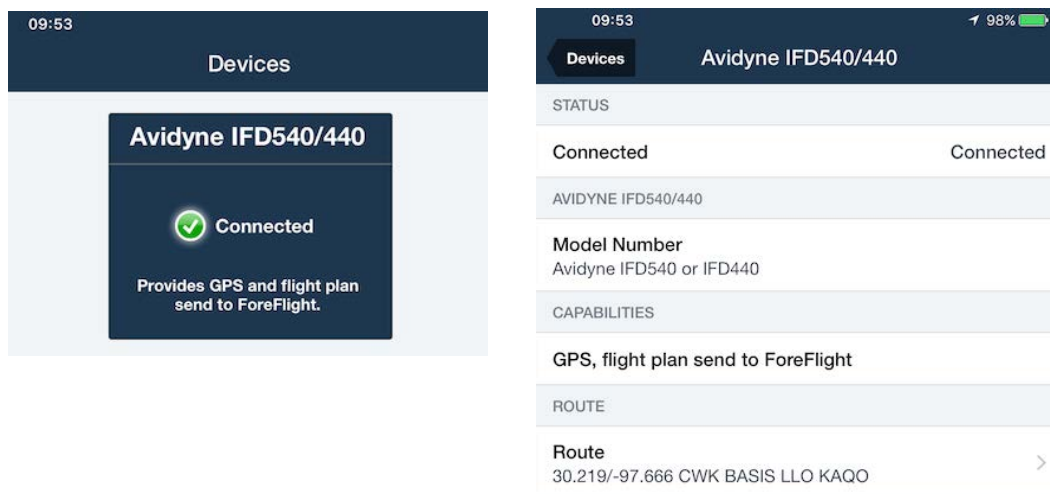 09:53
Devices
Avidyne IFD540/440
Connected
Provides GPS and flight plan
send to ForeFlight.
09:53
98%
Devices
Avidyne IFD540/440
STATUS
Connected
Connected
AVIDYNE IFD540/440
Model Number
Avidyne IFD540 or IFD440
CAPABILITIES
GPS, flight plan send to ForeFlight
ROUTE
Route
30.219/-97.666 CWK BASIS LLO KAQO